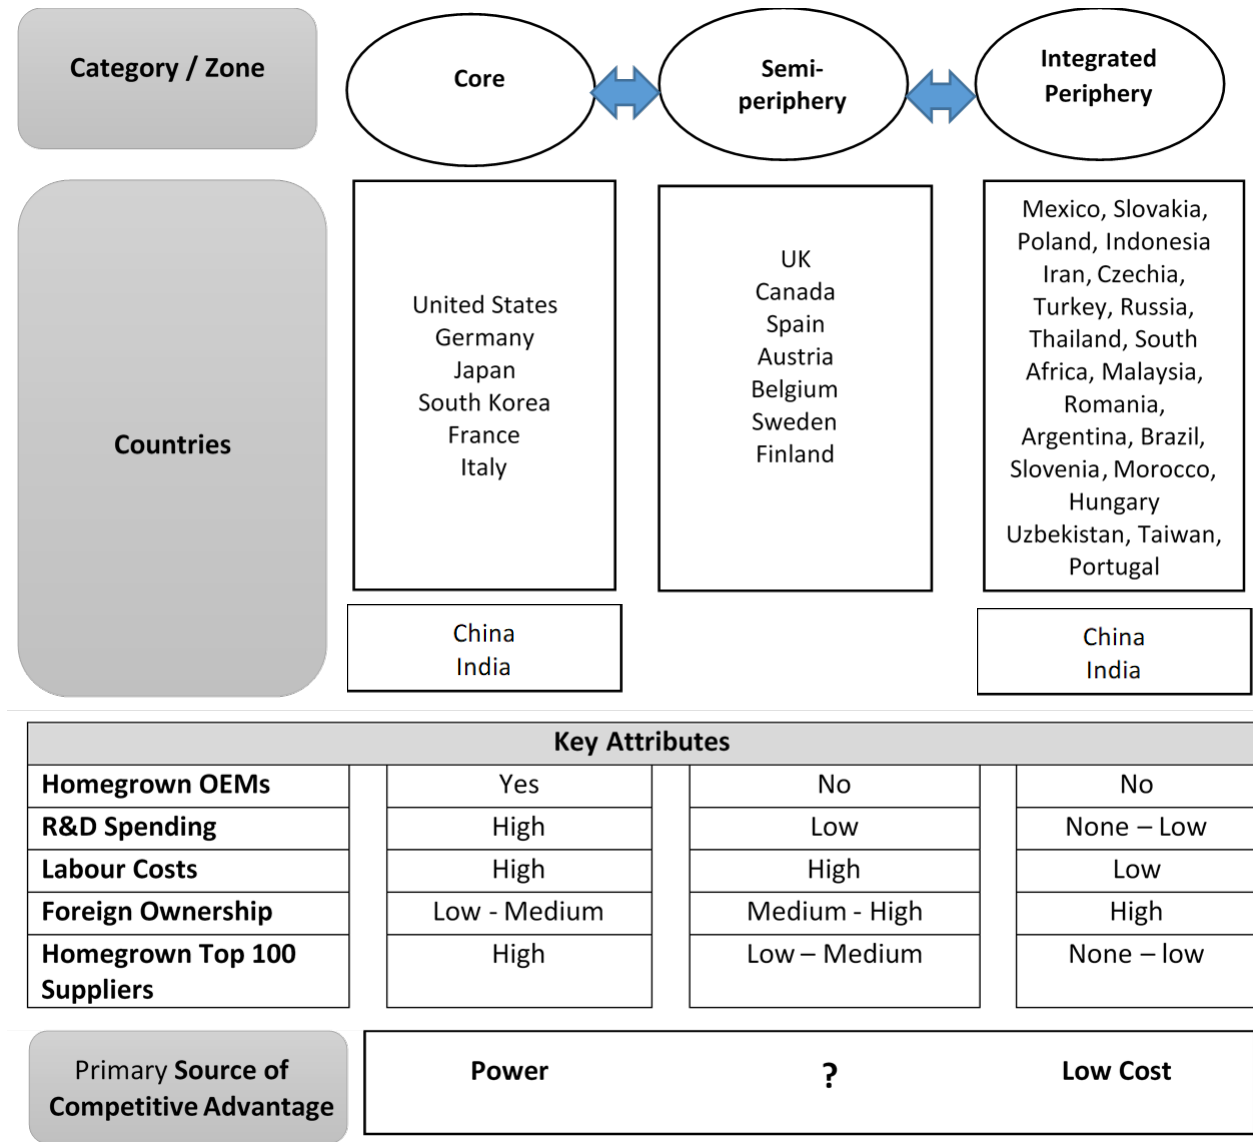 Category / Zone
Core
Semi-
periphery
Integrated
Periphery
Countries
United States
Germany
Japan
South Korea
France
Italy
UK
Canada
Spain
Austria
Belgium
Sweden
Finland
Mexico, Slovakia,
Poland, Indonesia
Iran, Czechia,
Turkey, Russia,
Thailand, South
Africa, Malaysia,
Romania,
Argentina, Brazil,
Slovenia, Morocco,
Hungary
Uzbekistan, Taiwan,
Portugal
China
India
China
India
Key Attributes
Homegrown OEMs Yes No No
R&D Spending High Low None – Low
Labour Costs High High Low
Foreign Ownership Low - Medium Medium - High High
Homegrown Top 100 High Low – Medium None – low
Suppliers
Primary Source of
Competitive Advantage
Power ? Low Cost